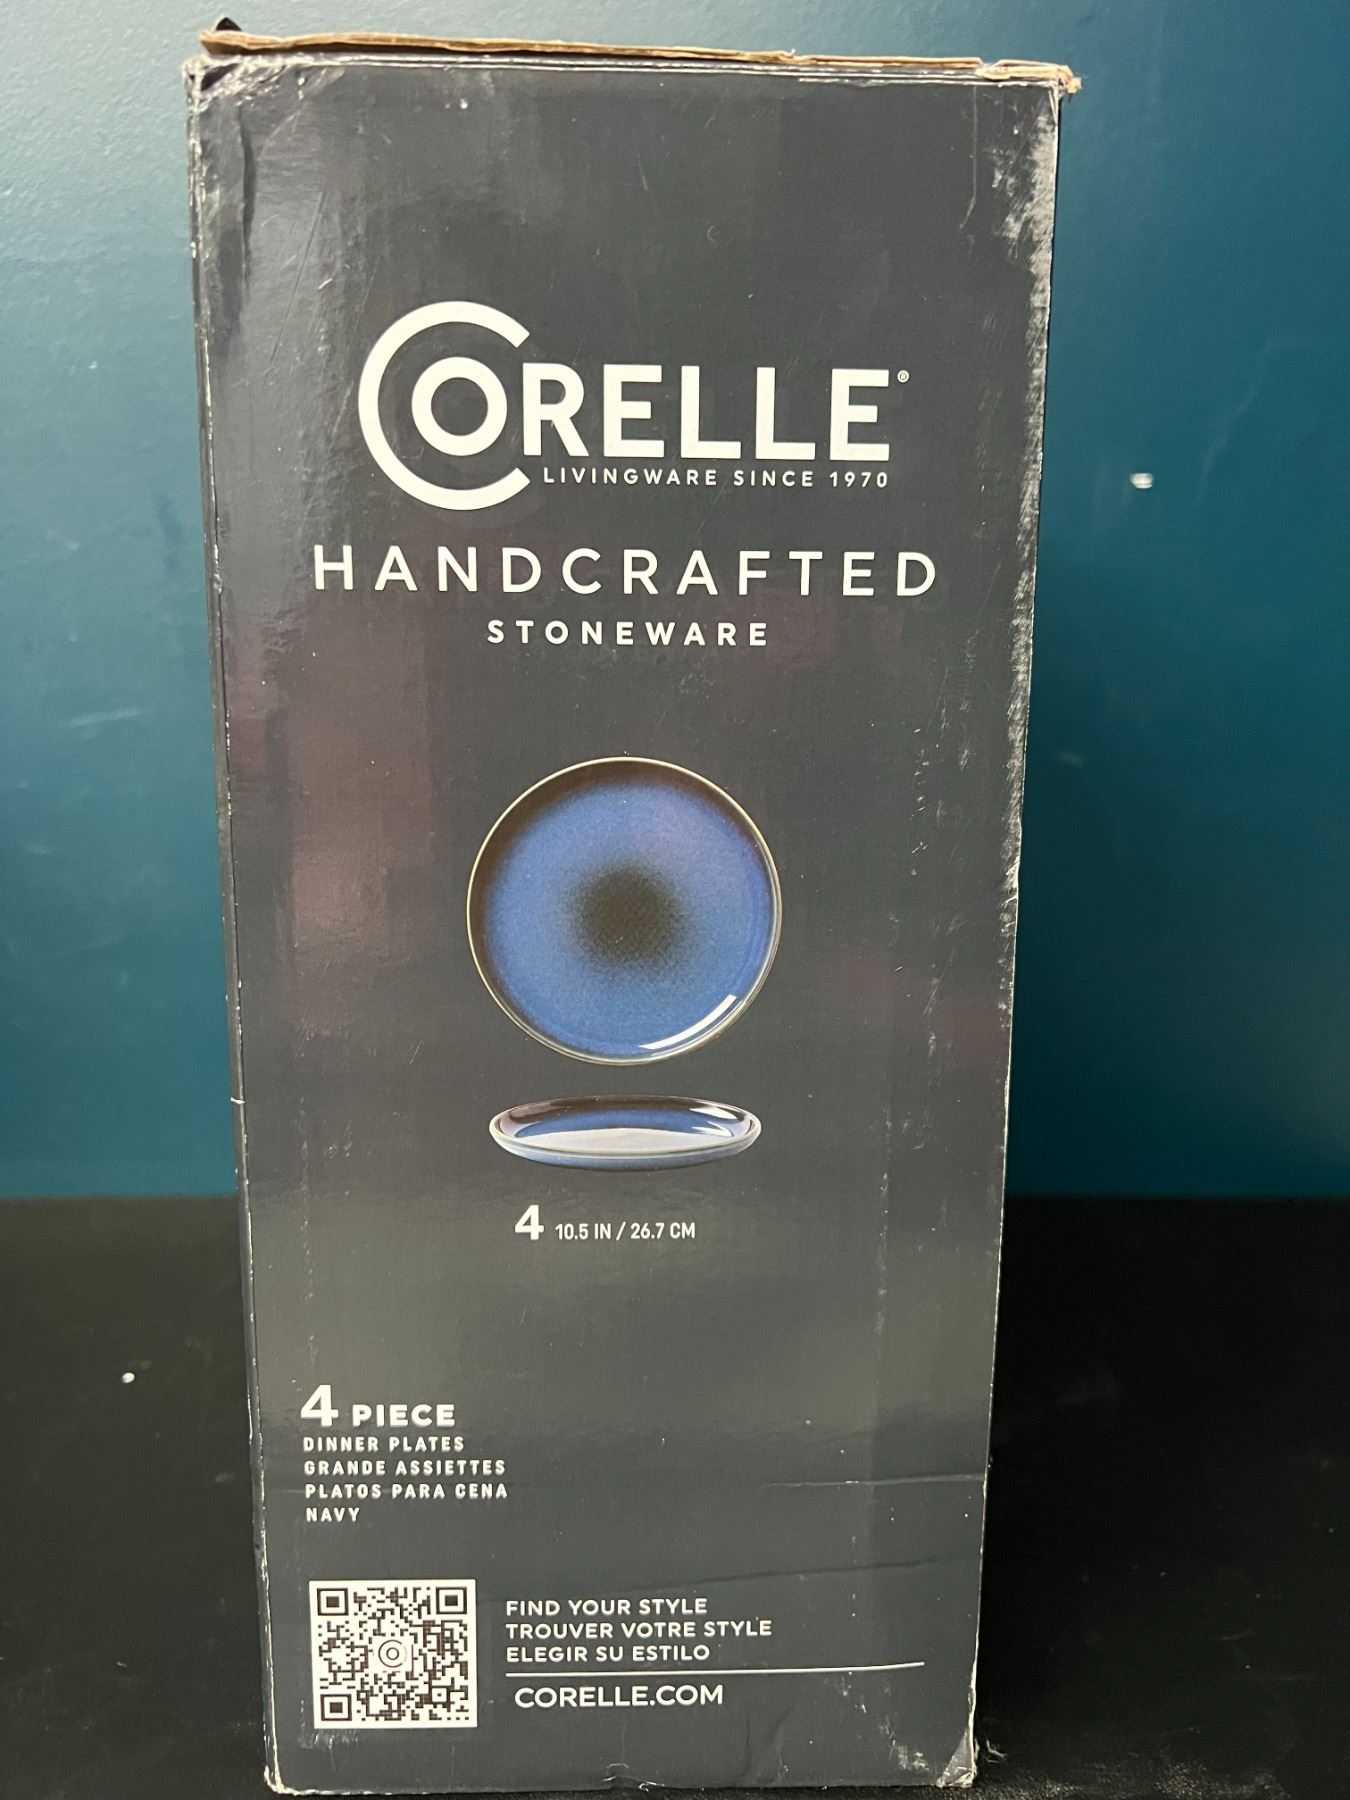 CORELLE®
LIVINGWARE SINCE 1970
HANDCRAFTED
STONEWARE
4 10.5 IN / 26.7 CM
4 PIECE
DINNER PLATES
GRANDE ASSIETTES
PLATOS PARA CENA
NAVY
FIND YOUR STYLE
TROUVER VOTRE STYLE
ELEGIR SU ESTILO
CORELLE.COM